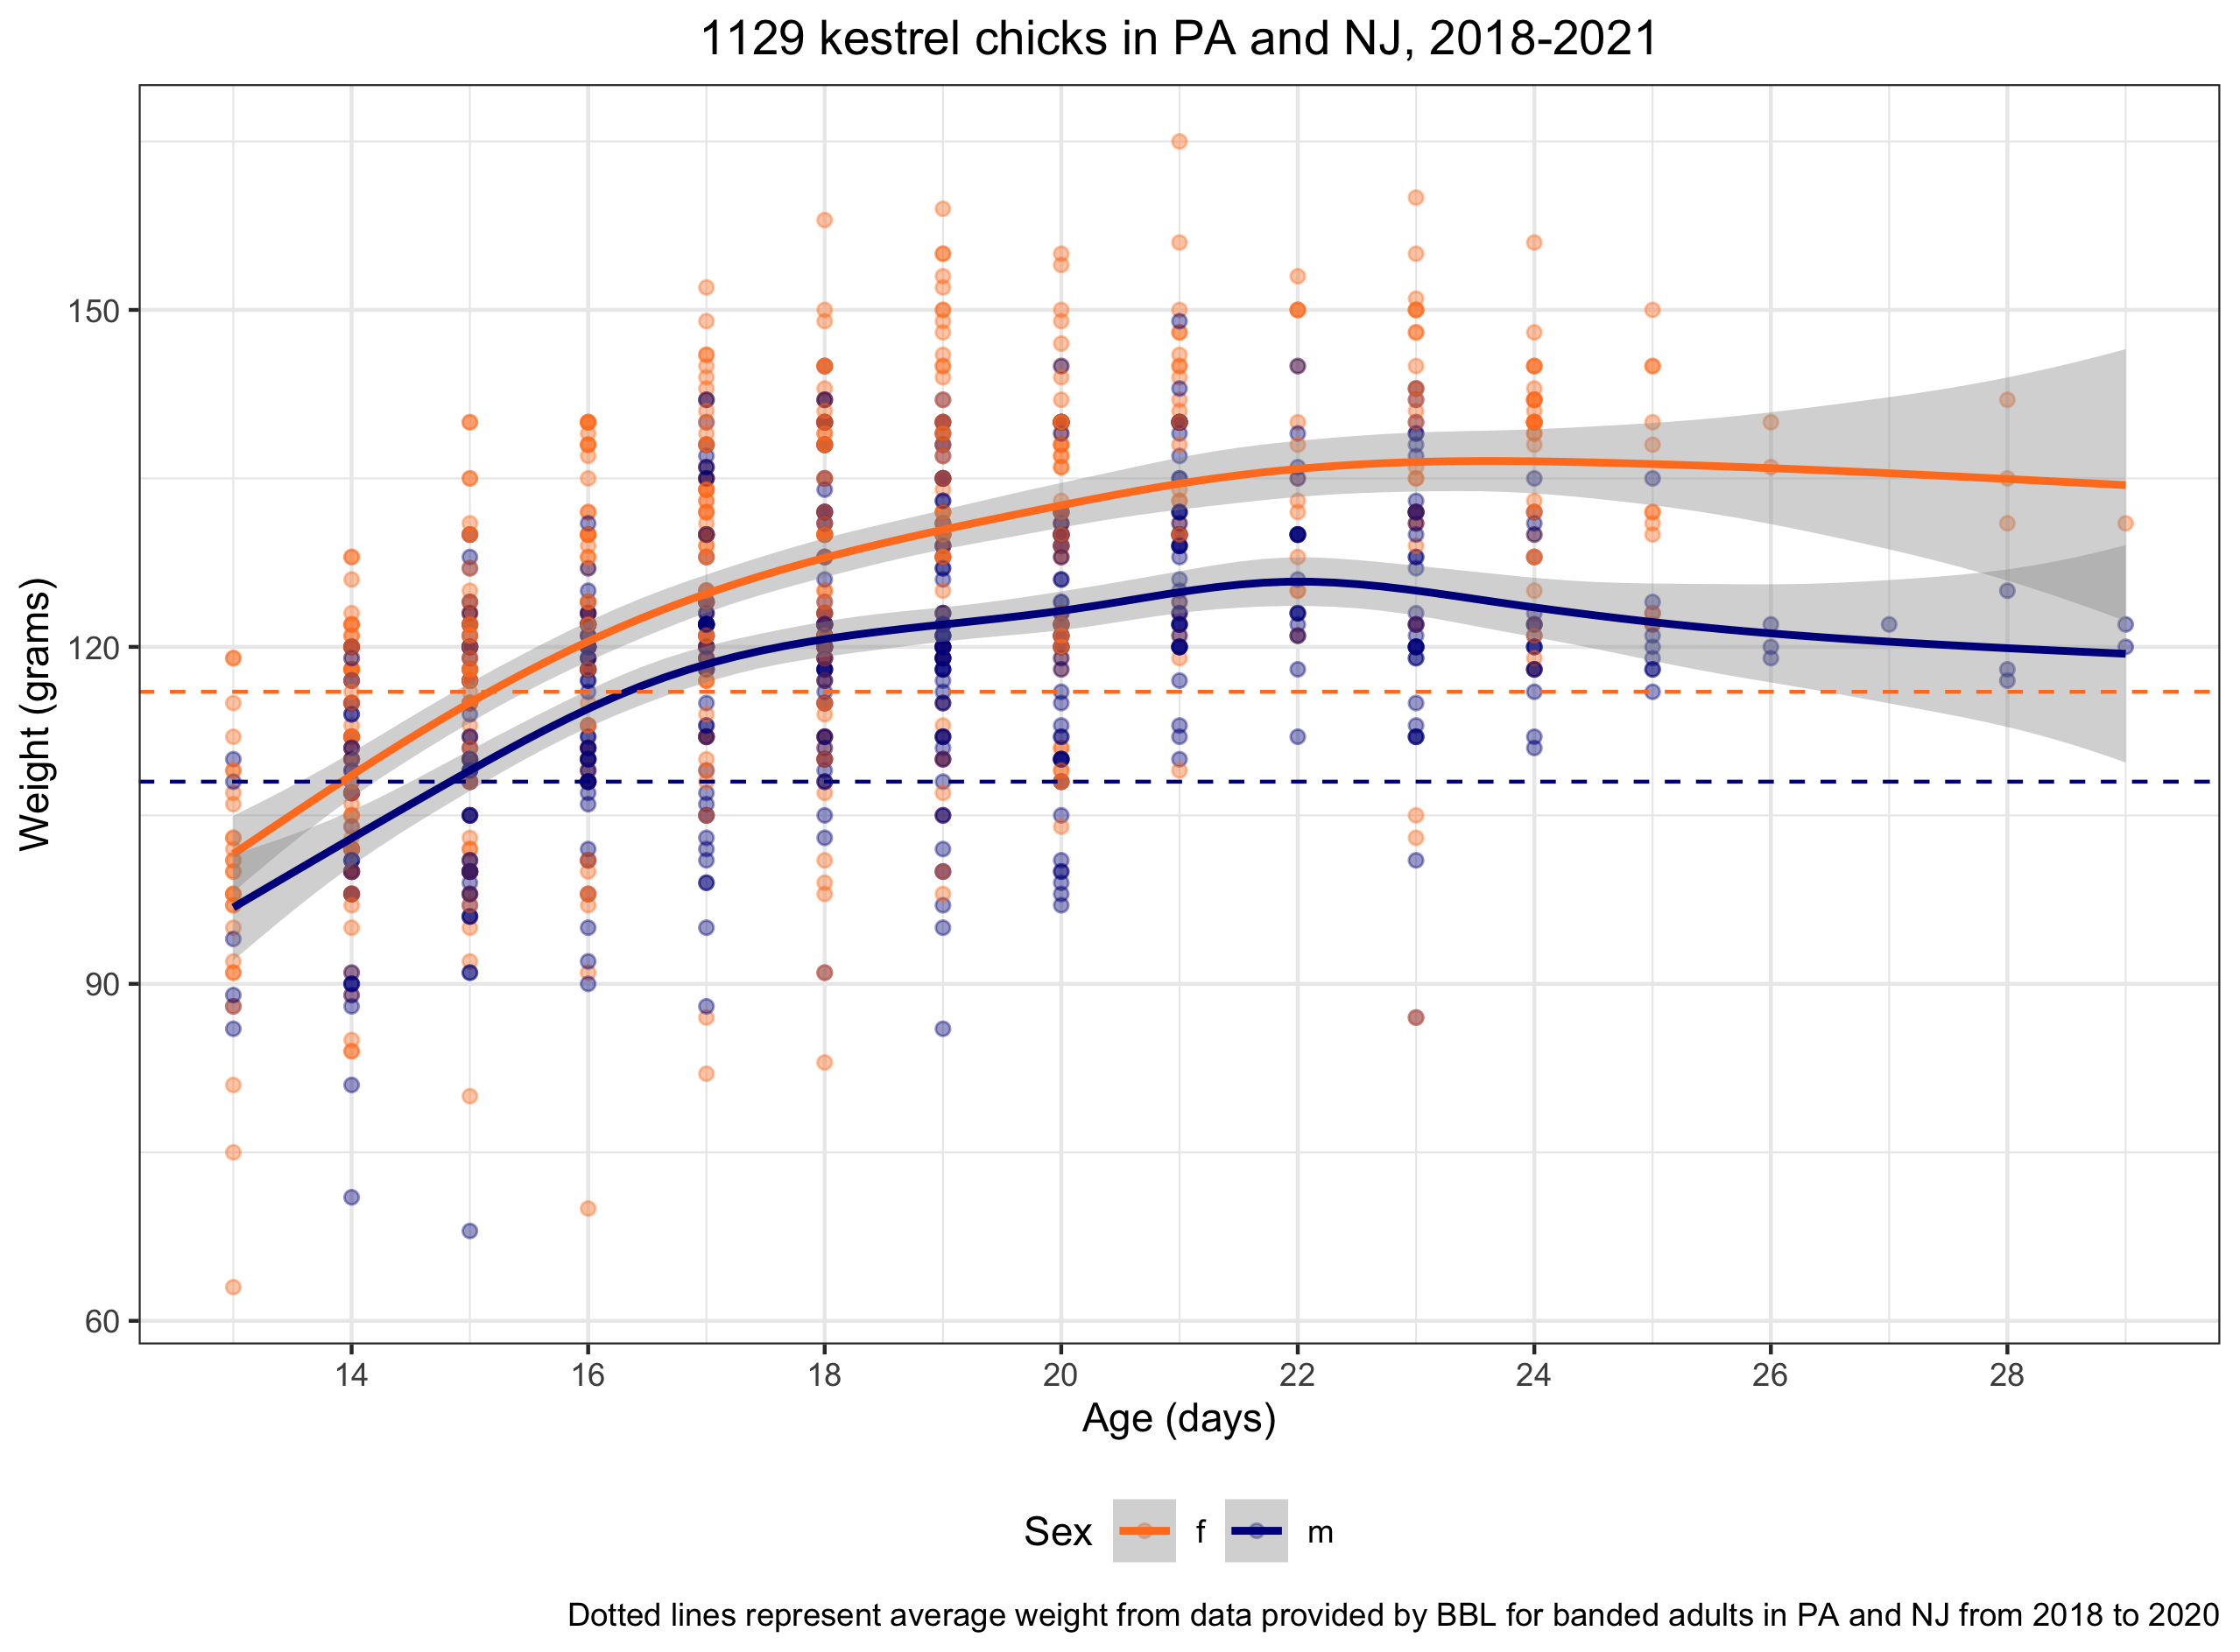 1129 kestrel chicks in PA and NJ, 2018-2021
Weight (grams)
150
120
90
60
14 16 18 20 22 24 26 28
Age (days)
Sex f m
Dotted lines represent average weight from data provided by BBL for banded adults in PA and NJ from 2018 to 2020